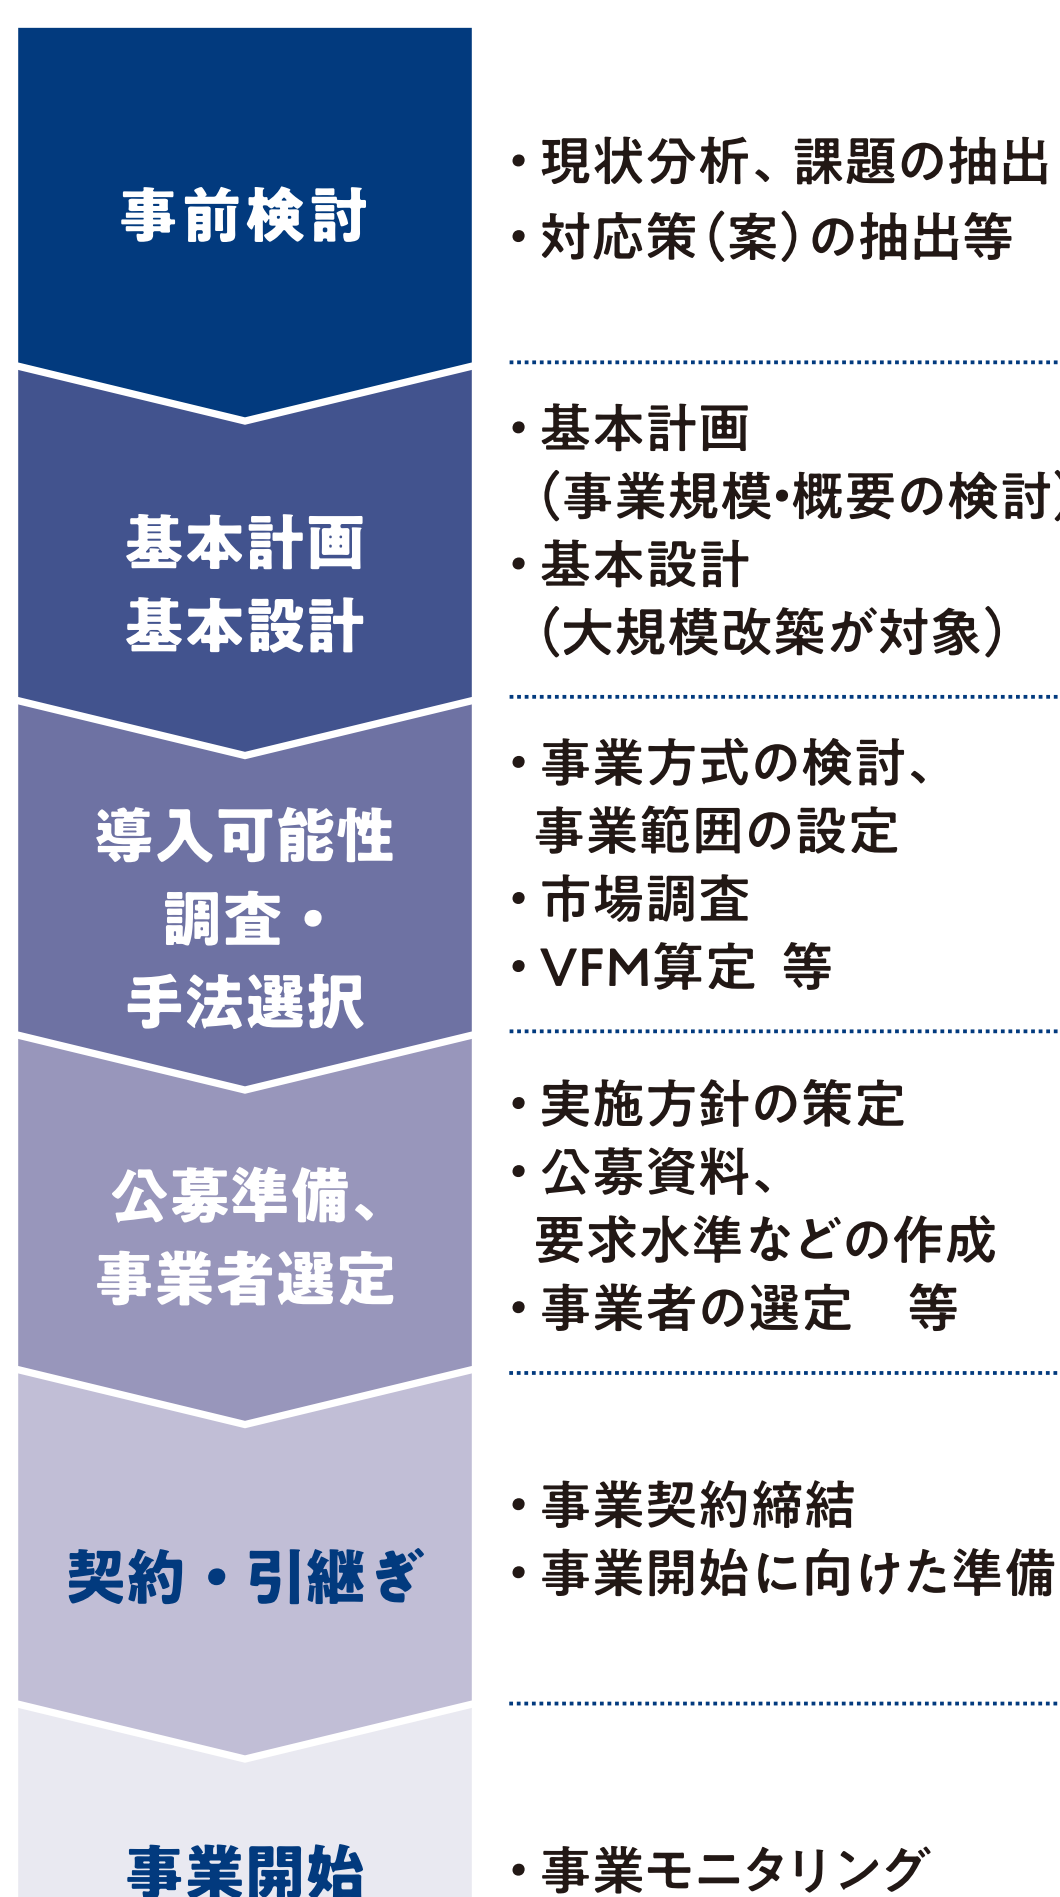 事前検討
・現状分析、課題の抽出
・対応策（案）の抽出等
基本計画
基本設計
・基本計画
（事業規模・概要の検討）
・基本設計
（大規模改築が対象）
導入可能性
調査・
手法選択
・事業方式の検討、
事業範囲の設定
・市場調査
・VFM算定 等
公募準備、
事業者選定
・実施方針の策定
・公募資料、
要求水準などの作成
・事業者の選定　等
契約・引継ぎ
・事業契約締結
・事業開始に向けた準備
事業開始
・事業モニタリング